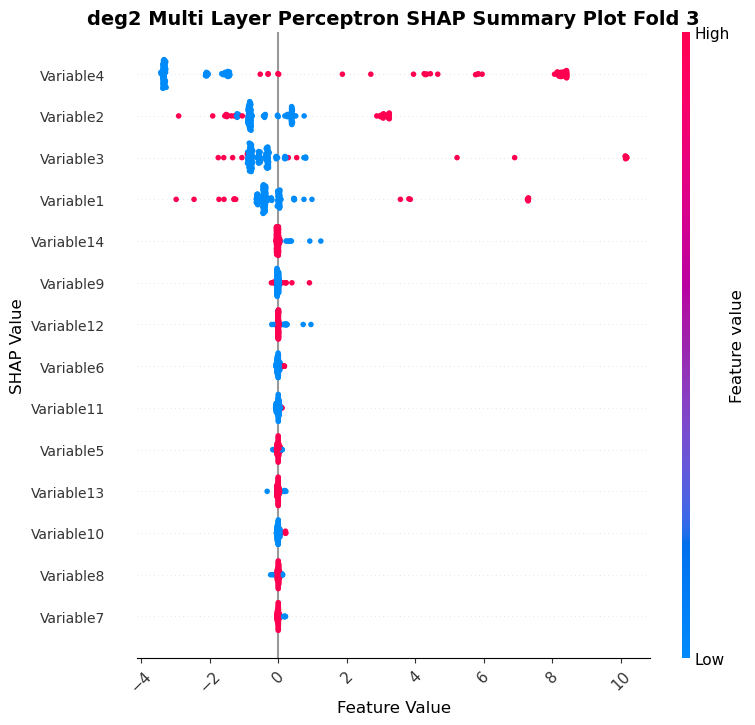 deg2 Multi Layer Perceptron SHAP Summary Plot Fold 3
High
Variable4
Variable2
Variable3
Variable1
Variable14
Variable9
Variable12
Variable6
Variable11
Variable5
Variable13
Variable10
Variable8
Variable7
SHAP Value
Feature value
Low
−4 −2 0 2 4 6 8 10
Feature Value